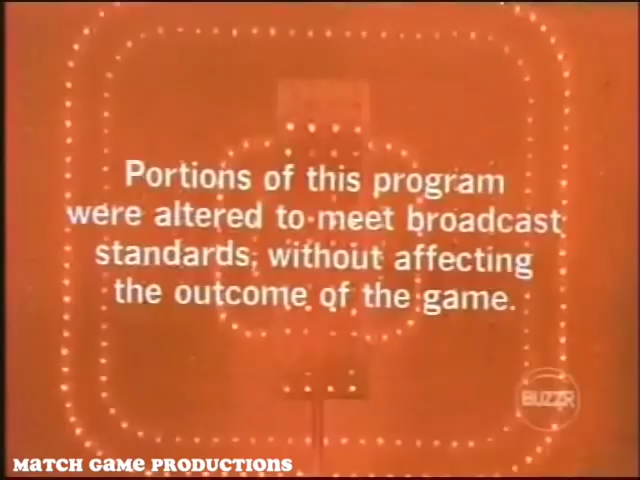 Portions of this program
were altered to meet broadcast
standards, without affecting
the outcome of the game.
BUZZR
MATCH GAME PRODUCTIONS